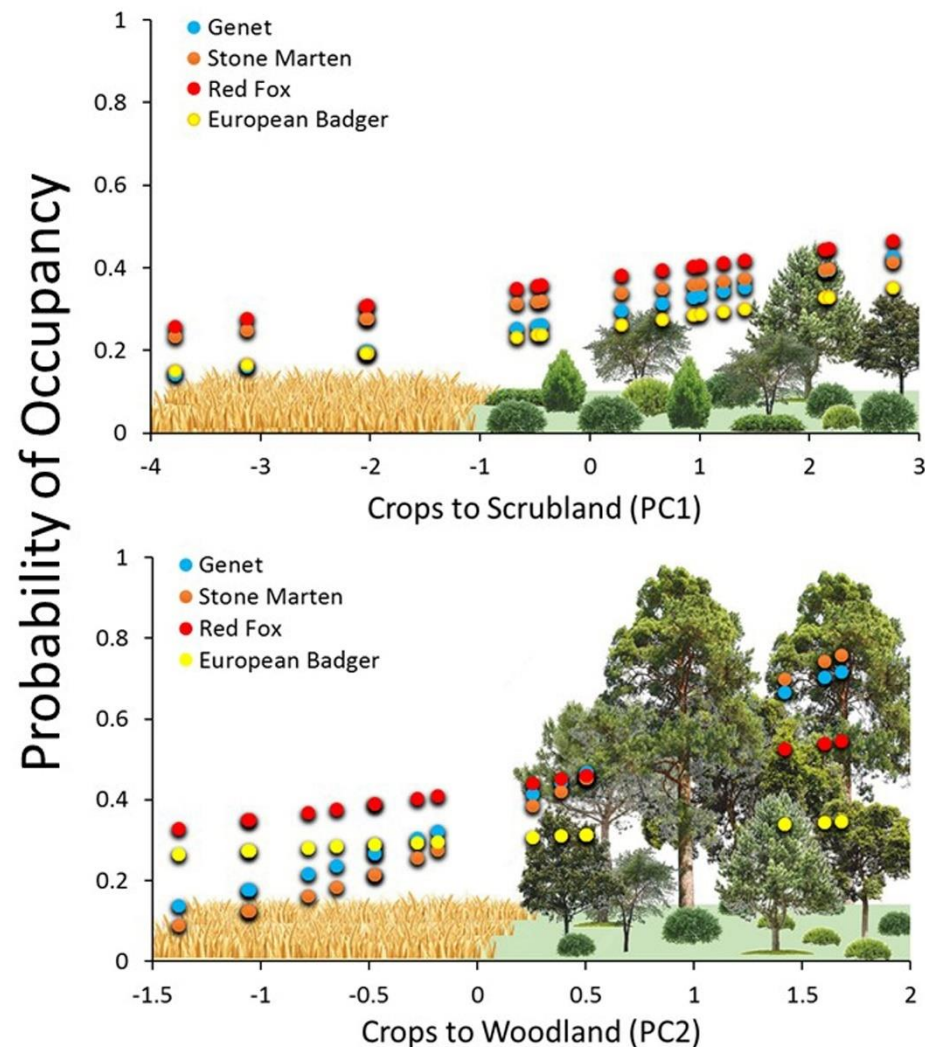 Probability of Occupancy
1
0.8
0.6
0.4
0.2
0
Genet
Stone Marten
Red Fox
European Badger
-4 -3 -2 -1 0 1 2 3
Crops to Scrubland (PC1)
1
0.8
0.6
0.4
0.2
0
Genet
Stone Marten
Red Fox
European Badger
-1.5 -1 -0.5 0 0.5 1 1.5 2
Crops to Woodland (PC2)